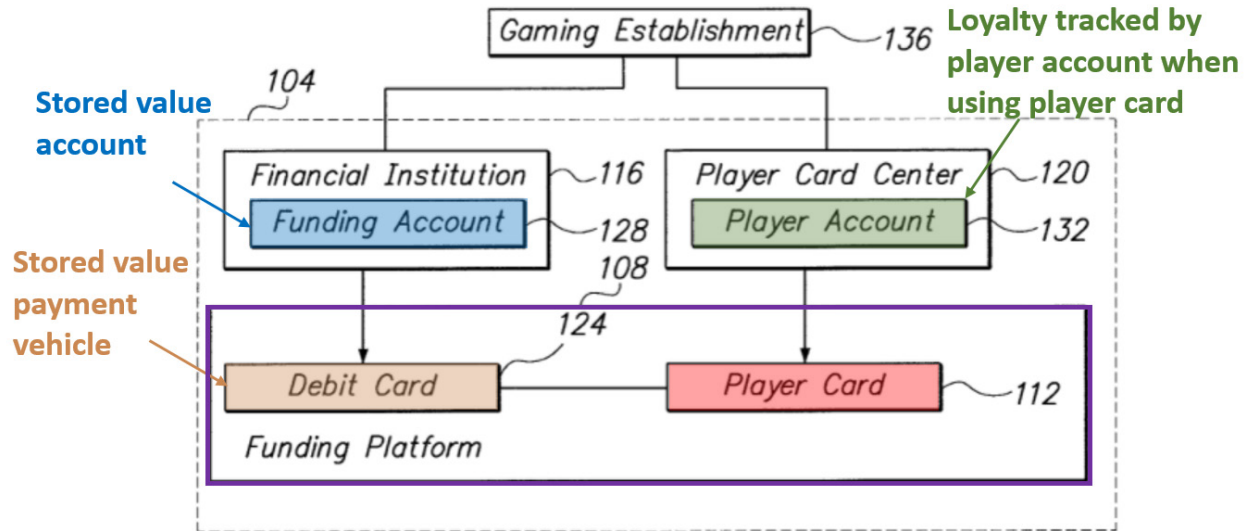 Gaming Establishment
136
Loyalty tracked by
player account when
using player card
104
Stored value
account
Financial Institution
116
Player Card Center
120
Funding Account
128
Player Account
132
Stored value
payment
vehicle
108
124
Debit Card
Player Card
112
Funding Platform